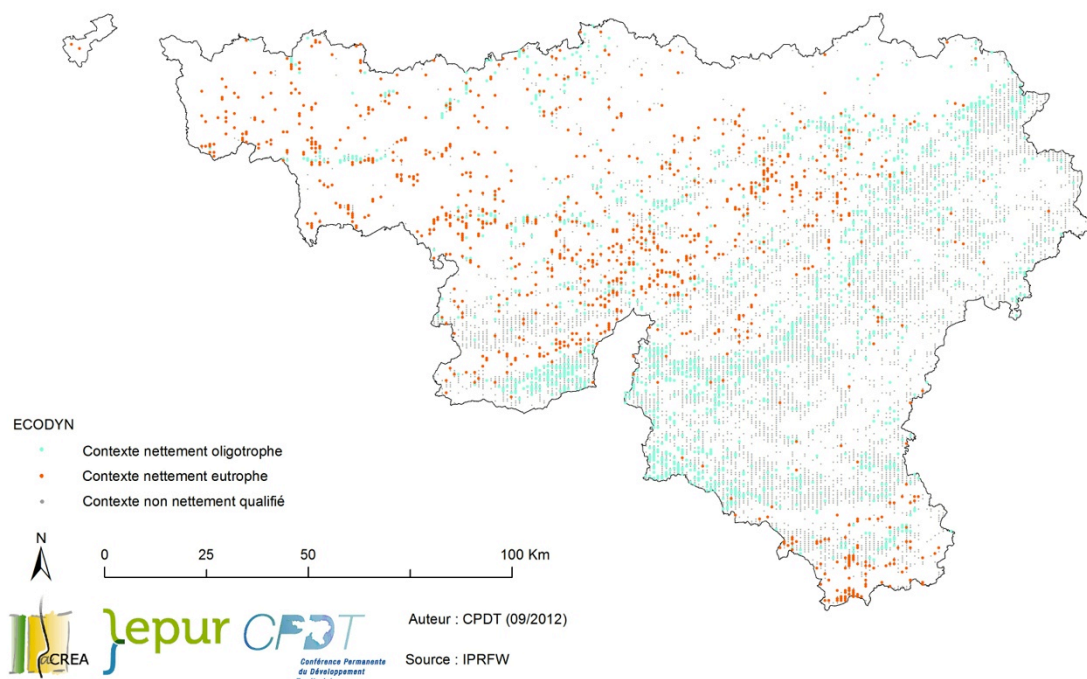 ECODYN
Contexte nettement oligotrophe
Contexte nettement eutrophe
Contexte non nettement qualifié
N
0 25 50 100 Km
aCREA
lepur
CPDT
Conférence Permanente
du Développement
Auteur : CPDT (09/2012)
Source : IPRFW